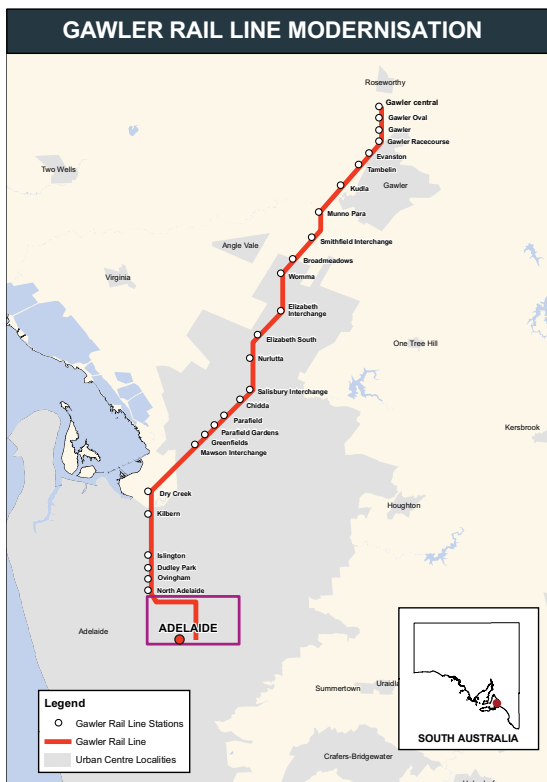 GAWLER RAIL LINE MODERNISATION
Roseworthy
Gawler central
Gawler Oval
Gawler
Gawler Racecourse
Evanston
Tambelin
Two Wells
Kudla
Gawler
Munno Para
Smithfield Interchange
Angle Vale
Broadmeadows
Virginia
Womma
Elizabeth
Interchange
Elizabeth South
One Tree Hill
Nurlutta
Salisbury Interchange
Chidda
Parafield
Kersbrook
Parafield Gardens
Greenfields
Mawson Interchange
Dry Creek
Houghton
Kilbern
Islington
Dudley Park
Ovingham
North Adelaide
Adelaide
ADELAIDE
Summertown
Uraidla
SOUTH AUSTRALIA
Crafers-Bridgewater
Legend
Gawler Rail Line Stations
Gawler Rail Line
Urban Centre Localities